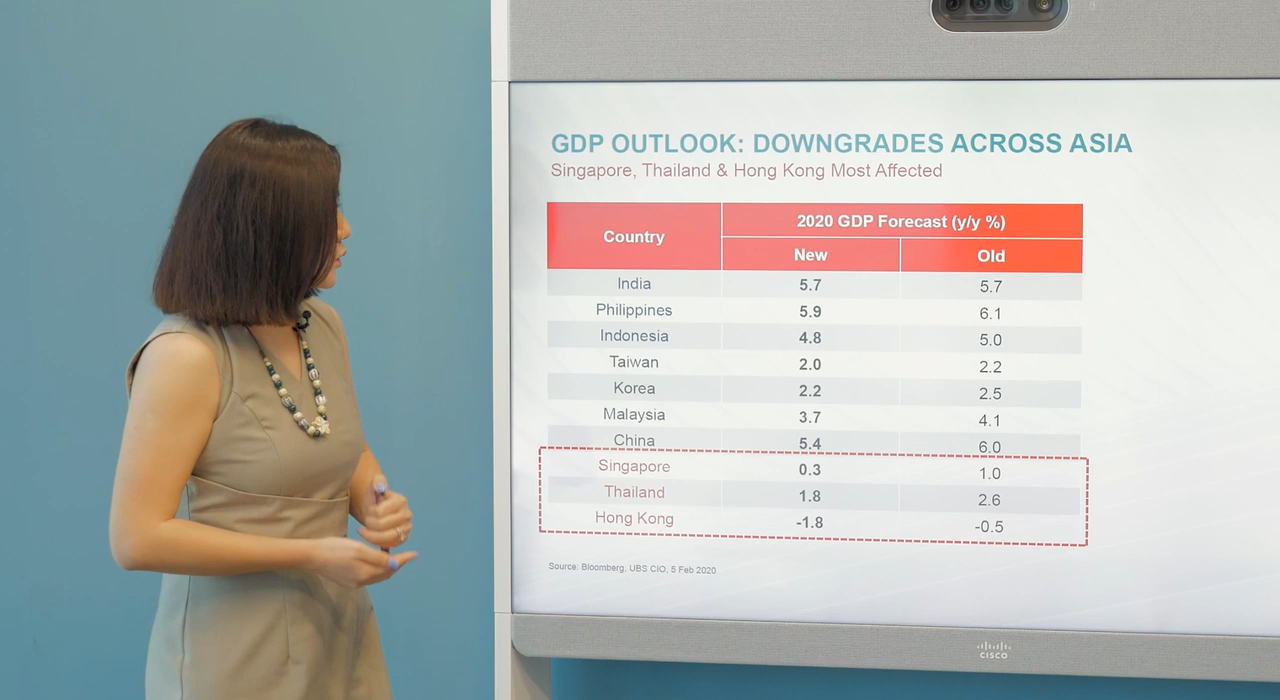 GDP OUTLOOK: DOWNGRADES ACROSS ASIA
Singapore, Thailand & Hong Kong Most Affected
Country 2020 GDP Forecast (y/y %)
New Old
India 5.7 5.7
Philippines 5.9 6.1
Indonesia 4.8 5.0
Taiwan 2.0 2.2
Korea 2.2 2.5
Malaysia 3.7 4.1
China 5.4 6.0
Singapore 0.3 1.0
Thailand 1.8 2.6
Hong Kong -1.8 -0.5
Source: Bloomberg, UBS CIO, 5 Feb 2020
CISCO